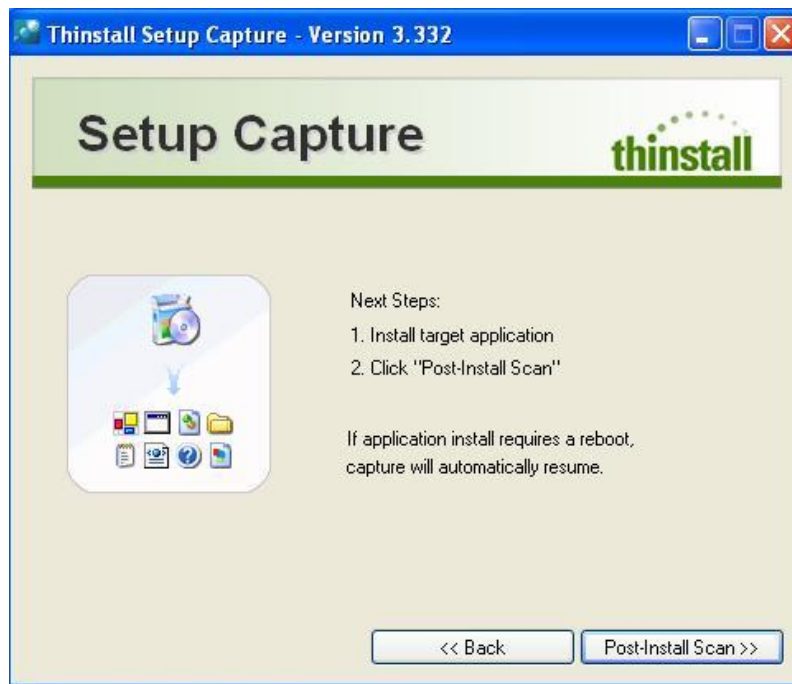 Thinstall Setup Capture - Version 3.332
Setup Capture
thinstall
Next Steps:
1. Install target application
2. Click "Post-Install Scan"
If application install requires a reboot,
capture will automatically resume.
<< Back
Post-Install Scan >>